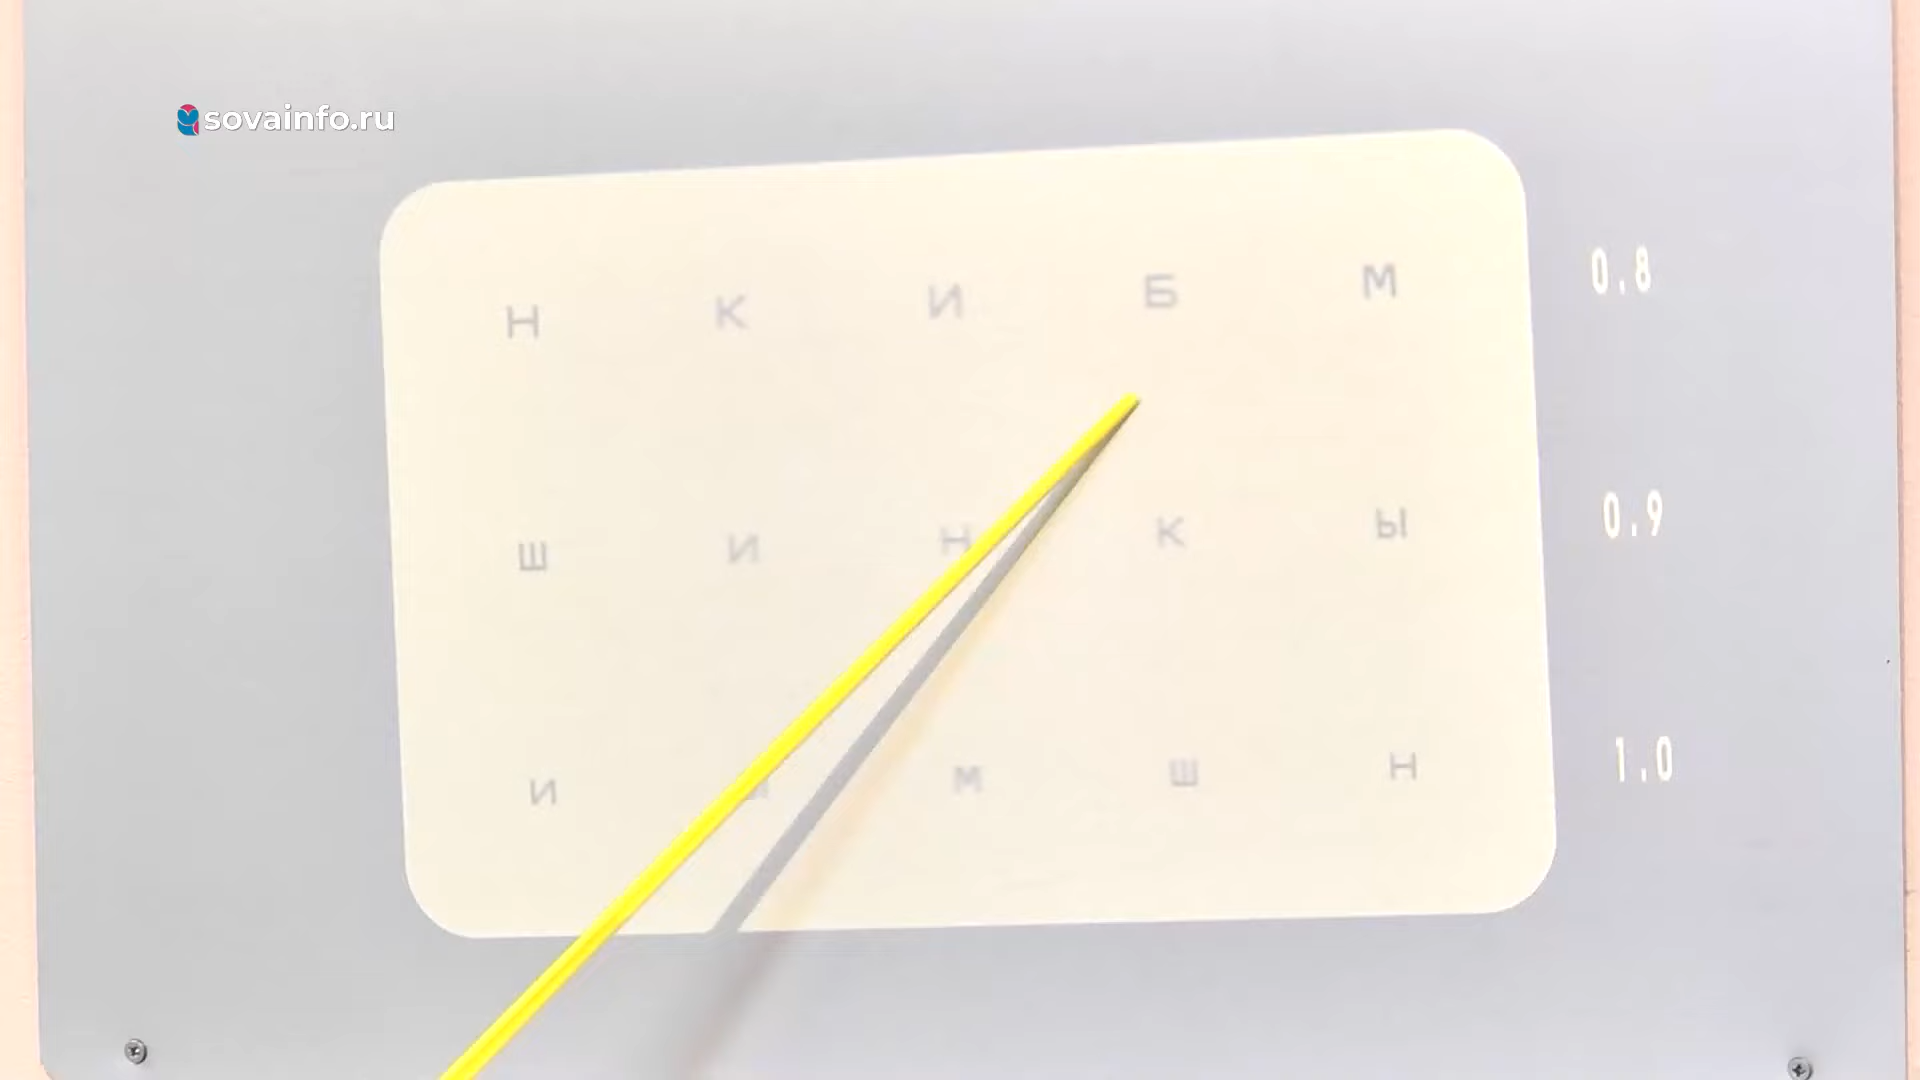 sovainfo.ru
Н К И Б М 0.8
Ш И Н К Ы 0.9
И М Ш Н 1.0